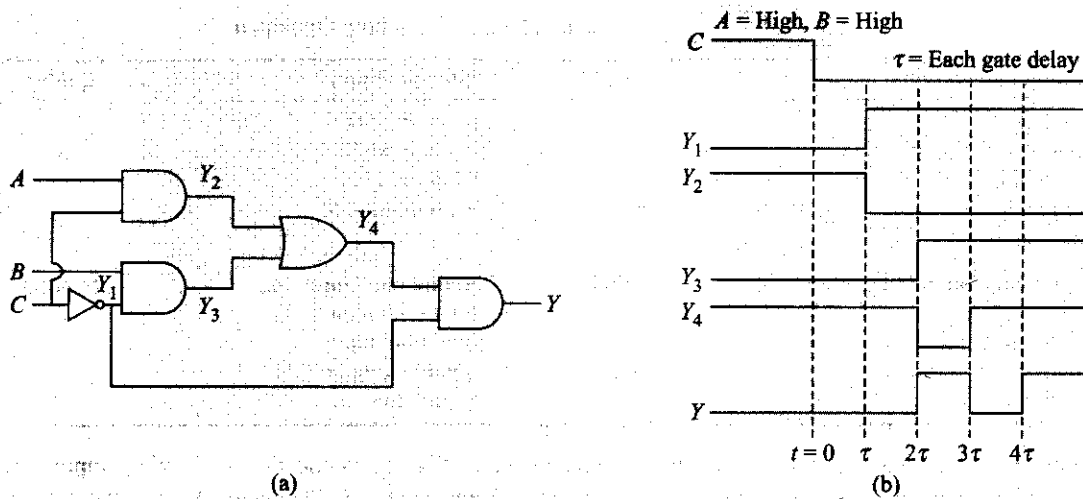 A
B
C
Y₁
Y₂
Y₃
Y₄
Y
(a)
A = High, B = High
C
τ = Each gate delay
Y₁
Y₂
Y₃
Y₄
Y
t = 0 τ 2τ 3τ 4τ
(b)